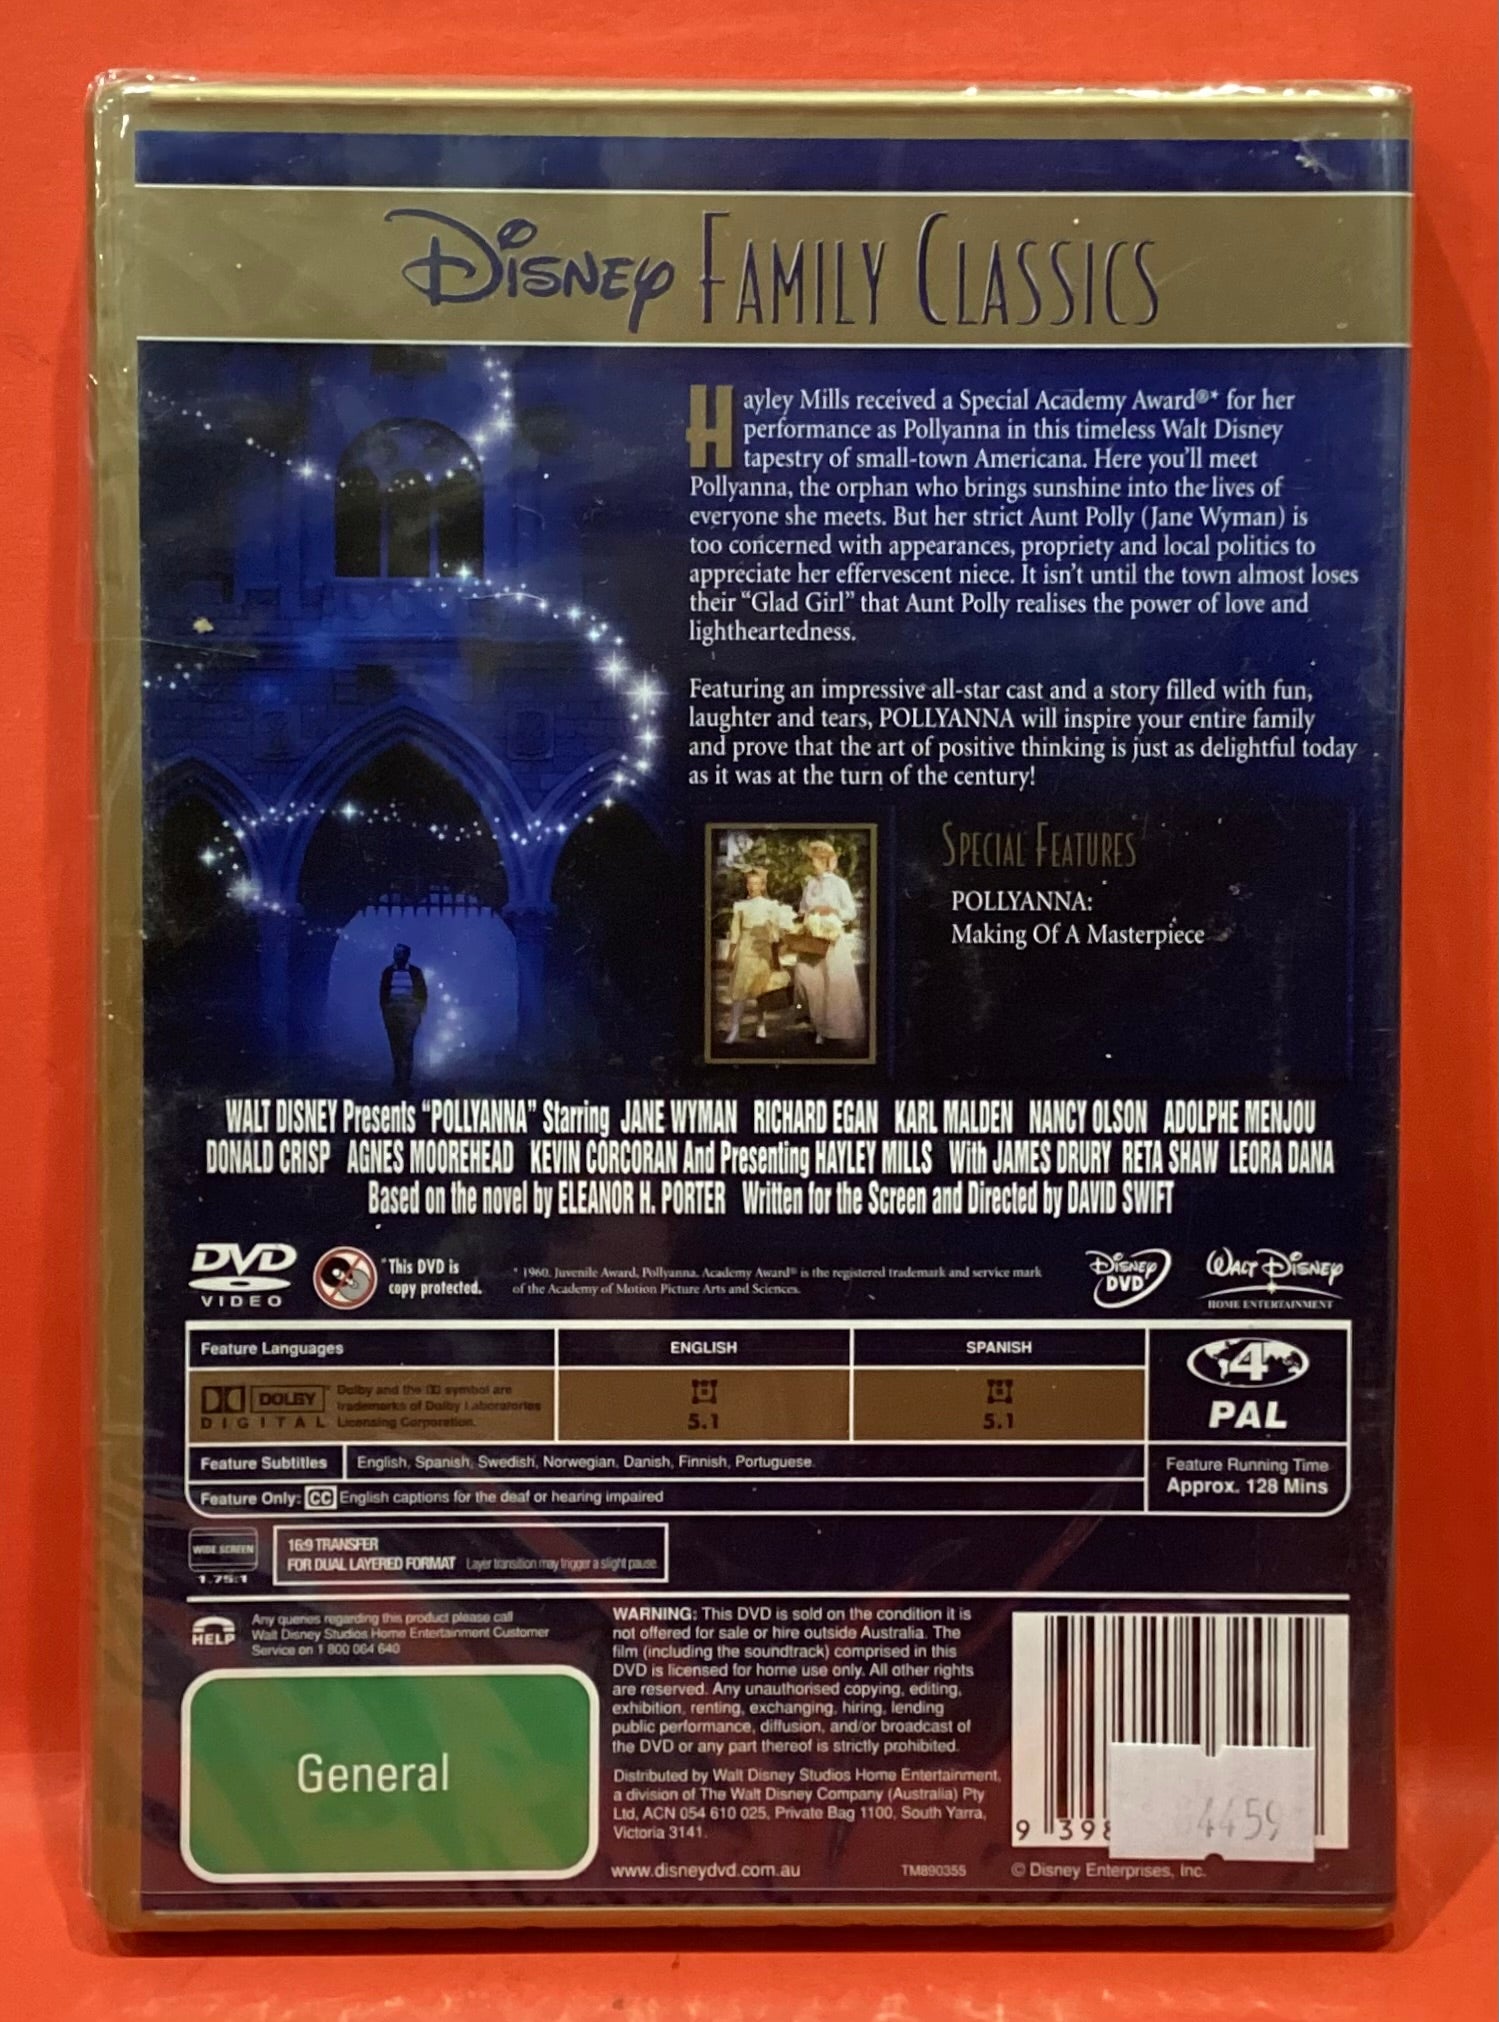 Disney Family Classics
Hayley Mills received a Special Academy Award®* for her
performance as Pollyanna in this timeless Walt Disney
tapestry of small-town Americana. Here you'll meet
Pollyanna, the orphan who brings sunshine into the lives of
everyone she meets. But her strict Aunt Polly (Jane Wyman) is
too concerned with appearances, propriety and local politics to
appreciate her effervescent niece. It isn't until the town almost loses
their "Glad Girl" that Aunt Polly realises the power of love and
lightheartedness.
Featuring an impressive all-star cast and a story filled with fun,
laughter and tears, POLLYANNA will inspire your entire family
and prove that the art of positive thinking is just as delightful today
as it was at the turn of the century!
Special Features
POLLYANNA:
Making Of A Masterpiece
WALT DISNEY Presents "POLLYANNA" Starring JANE WYMAN RICHARD EGAN KARL MALDEN NANCY OLSON ADOLPHE MENJOU
DONALD CRISP AGNES MOOREHEAD KEVIN CORCORAN And Presenting HAYLEY MILLS With JAMES DRURY RETA SHAW LEORA DANA
Based on the novel by ELEANOR H. PORTER Written for the Screen and Directed by DAVID SWIFT
DVD
VIDEO
*This DVD is
copy protected.
* 1960. Juvenile Award, Pollyanna. Academy Award® is the registered trademark and service mark
of the Academy of Motion Picture Arts and Sciences.
Disney
DVD
Walt Disney
HOME ENTERTAINMENT
Feature Languages ENGLISH SPANISH
DOLBY
DIGITAL
Dolby and the DD symbol are
trademarks of Dolby Laboratories
Licensing Corporation.
5.1 5.1
4
PAL
Feature Subtitles English, Spanish, Swedish, Norwegian, Danish, Finnish, Portuguese.
Feature Only: CC English captions for the deaf or hearing impaired
Feature Running Time
Approx. 128 Mins
WIDE SCREEN
1.75:1
16:9 TRANSFER
FOR DUAL LAYERED FORMAT Layer transition may trigger a slight pause.
HELP
Any queries regarding this product please call
Walt Disney Studios Home Entertainment Customer
Service on 1 800 064 640
General
WARNING: This DVD is sold on the condition it is
not offered for sale or hire outside Australia. The
film (including the soundtrack) comprised in this
DVD is licensed for home use only. All other rights
are reserved. Any unauthorised copying, editing,
exhibition, renting, exchanging, hiring, lending
public performance, diffusion, and/or broadcast of
the DVD or any part thereof is strictly prohibited.
Distributed by Walt Disney Studios Home Entertainment,
a division of The Walt Disney Company (Australia) Pty
Ltd, ACN 054 610 025, Private Bag 1100, South Yarra,
Victoria 3141.
www.disneydvd.com.au
TM890355
9 398
4459
© Disney Enterprises, Inc.